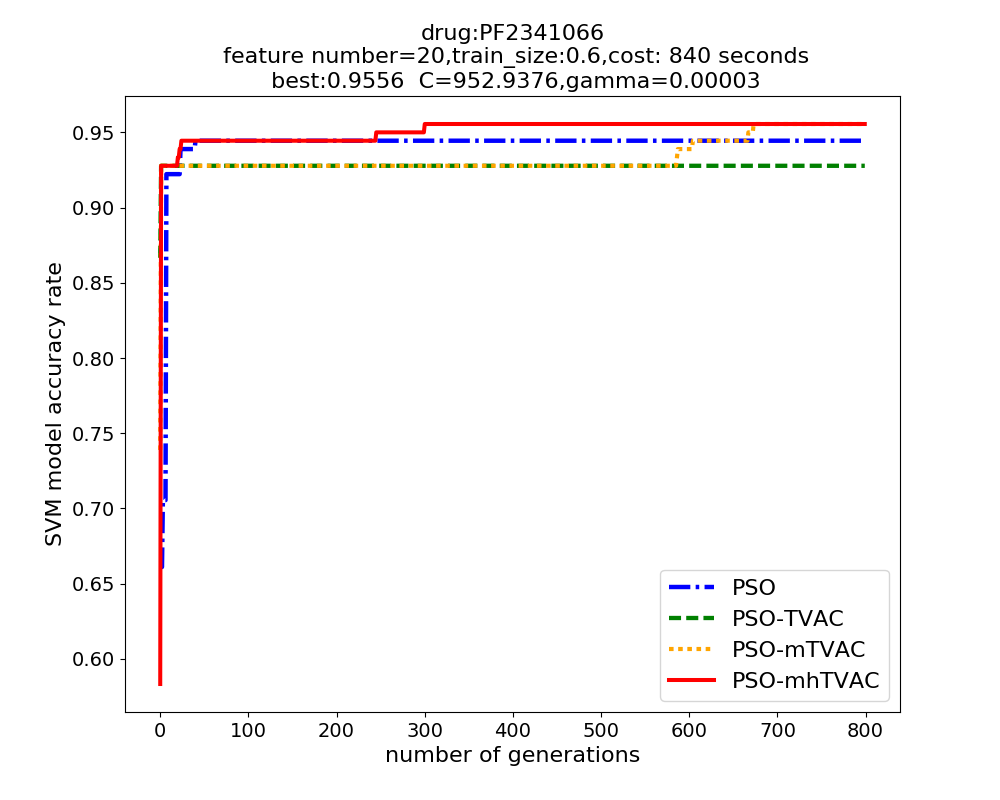 drug:PF2341066
feature number=20,train_size:0.6,cost: 840 seconds
best:0.9556  C=952.9376,gamma=0.00003
SVM model accuracy rate
0.95
0.90
0.85
0.80
0.75
0.70
0.65
0.60
PSO
PSO-TVAC
PSO-mTVAC
PSO-mhTVAC
0 100 200 300 400 500 600 700 800
number of generations